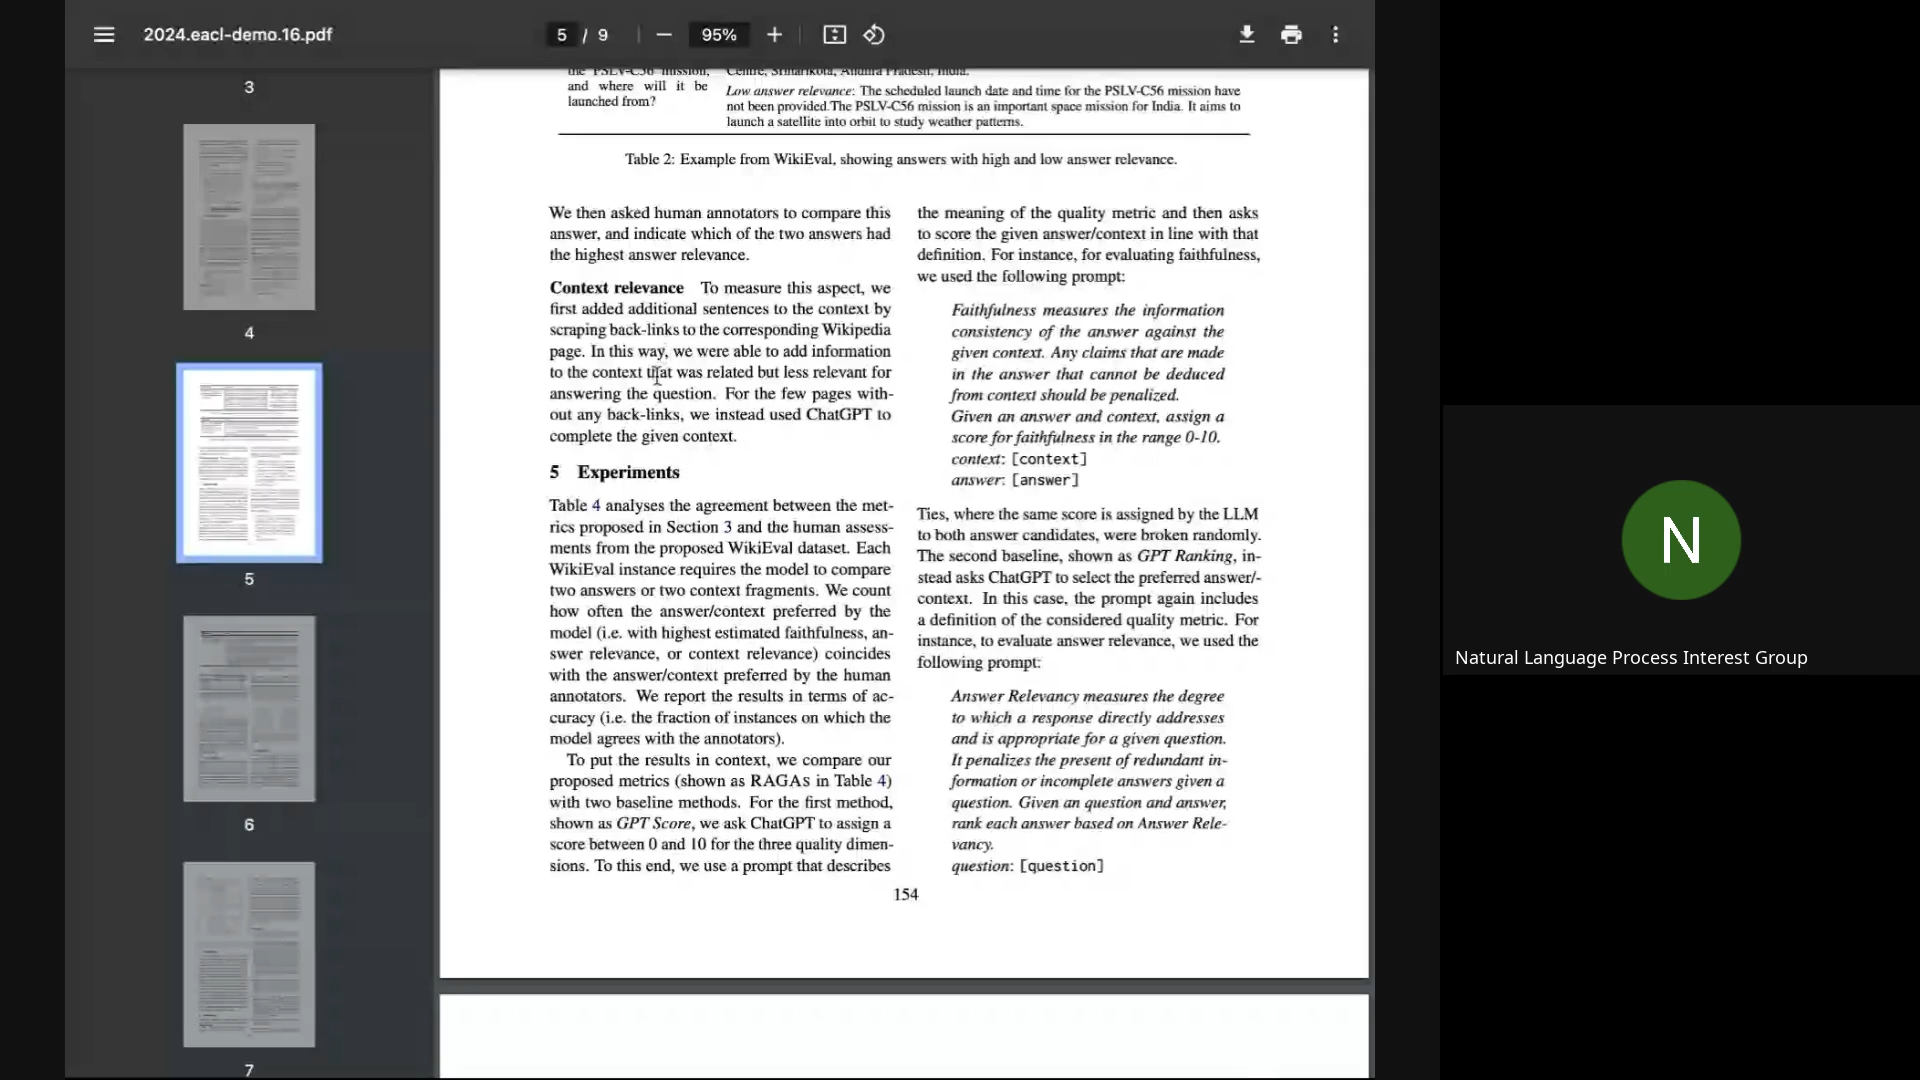 2024.eacl-demo.16.pdf
5 / 9
95%
3
4
5
6
7
the PSLV-C56 mission,
and where will it be
launched from?
Centre, Sriharikota, Andhra Pradesh, India.
Low answer relevance: The scheduled launch date and time for the PSLV-C56 mission have
not been provided.The PSLV-C56 mission is an important space mission for India. It aims to
launch a satellite into orbit to study weather patterns.
Table 2: Example from WikiEval, showing answers with high and low answer relevance.
We then asked human annotators to compare this
answer, and indicate which of the two answers had
the highest answer relevance.
Context relevance To measure this aspect, we
first added additional sentences to the context by
scraping back-links to the corresponding Wikipedia
page. In this way, we were able to add information
to the context that was related but less relevant for
answering the question. For the few pages with-
out any back-links, we instead used ChatGPT to
complete the given context.
5 Experiments
Table 4 analyses the agreement between the met-
rics proposed in Section 3 and the human assess-
ments from the proposed WikiEval dataset. Each
WikiEval instance requires the model to compare
two answers or two context fragments. We count
how often the answer/context preferred by the
model (i.e. with highest estimated faithfulness, an-
swer relevance, or context relevance) coincides
with the answer/context preferred by the human
annotators. We report the results in terms of ac-
curacy (i.e. the fraction of instances on which the
model agrees with the annotators).
To put the results in context, we compare our
proposed metrics (shown as RAGAs in Table 4)
with two baseline methods. For the first method,
shown as GPT Score, we ask ChatGPT to assign a
score between 0 and 10 for the three quality dimen-
sions. To this end, we use a prompt that describes
the meaning of the quality metric and then asks
to score the given answer/context in line with that
definition. For instance, for evaluating faithfulness,
we used the following prompt:
Faithfulness measures the information
consistency of the answer against the
given context. Any claims that are made
in the answer that cannot be deduced
from context should be penalized.
Given an answer and context, assign a
score for faithfulness in the range 0-10.
context: [context]
answer: [answer]
Ties, where the same score is assigned by the LLM
to both answer candidates, were broken randomly.
The second baseline, shown as GPT Ranking, in-
stead asks ChatGPT to select the preferred answer/-
context. In this case, the prompt again includes
a definition of the considered quality metric. For
instance, to evaluate answer relevance, we used the
following prompt:
Answer Relevancy measures the degree
to which a response directly addresses
and is appropriate for a given question.
It penalizes the present of redundant in-
formation or incomplete answers given a
question. Given an question and answer,
rank each answer based on Answer Rele-
vancy.
question: [question]
154
N
Natural Language Process Interest Group